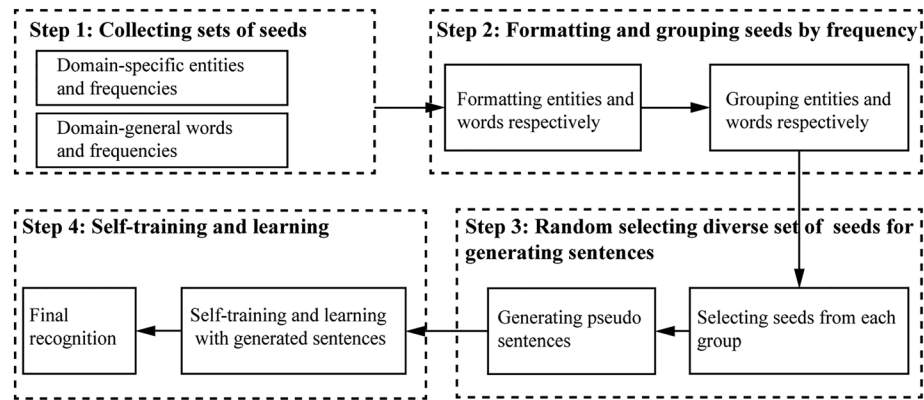 Step 1: Collecting sets of seeds
Domain-specific entities
and frequencies
Domain-general words
and frequencies
Step 2: Formatting and grouping seeds by frequency
Formatting entities and
words respectively
Grouping entities and
words respectively
Step 3: Random selecting diverse set of seeds for
generating sentences
Selecting seeds from each
group
Generating pseudo
sentences
Step 4: Self-training and learning
Self-training and learning
with generated sentences
Final
recognition